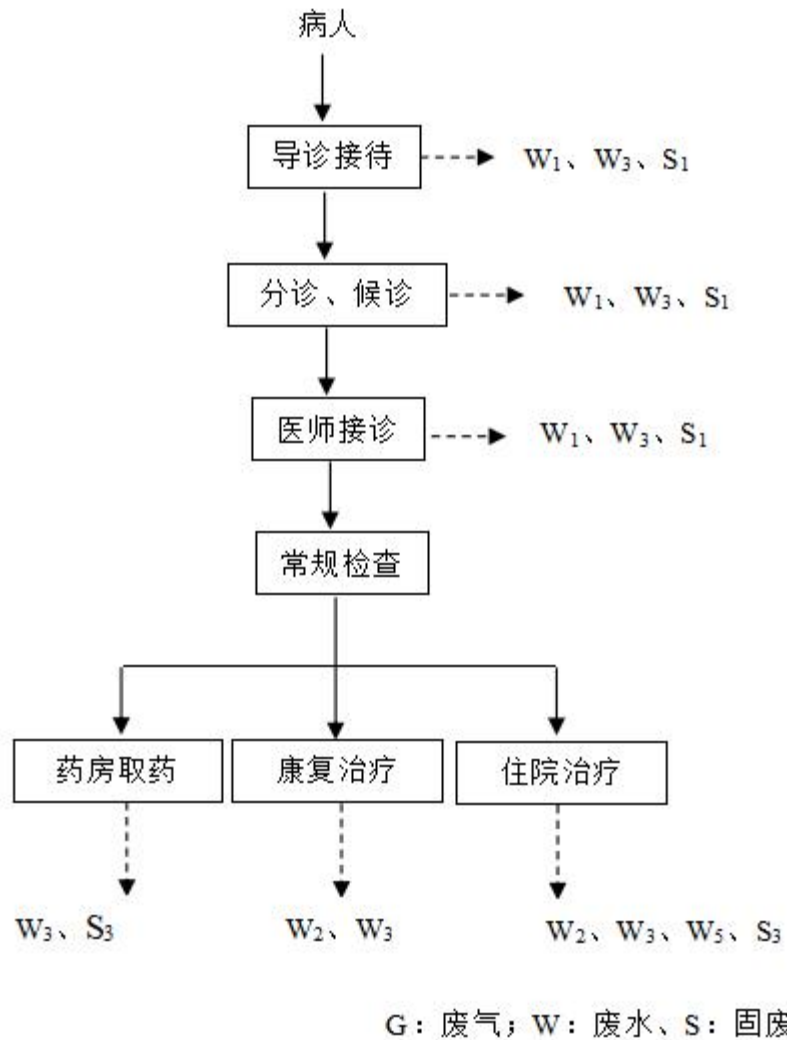 病人
导诊接待
W₁、W₃、S₁
分诊、候诊
W₁、W₃、S₁
医师接诊
W₁、W₃、S₁
常规检查
药房取药
康复治疗
住院治疗
W₃、S₃
W₂、W₃
W₂、W₃、W₅、S₃
G：废气；W：废水、S：固废